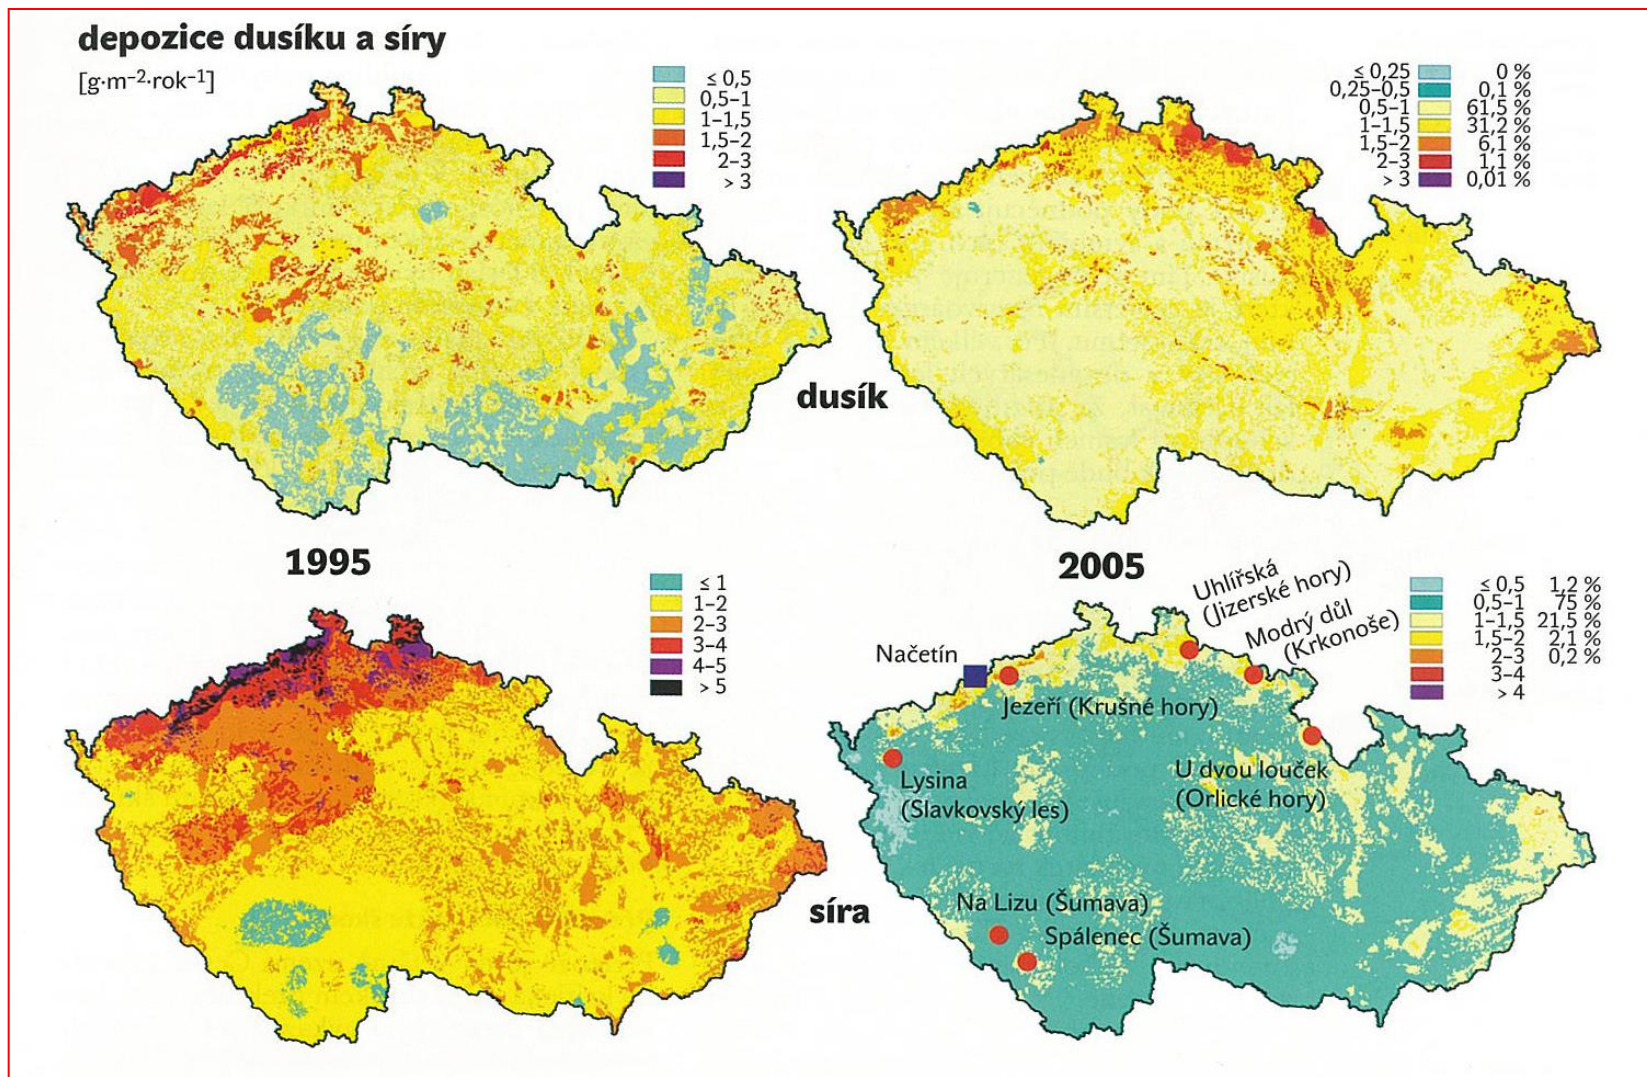 depozice dusíku a síry
[g·m⁻²·rok⁻¹]
≤ 0,5
0,5–1
1–1,5
1,5–2
2–3
> 3
≤ 0,25 0 %
0,25–0,5 0,1 %
0,5–1 61,5 %
1–1,5 31,2 %
1,5–2 6,1 %
2–3 1,1 %
> 3 0,01 %
dusík
1995
2005
≤ 1
1–2
2–3
3–4
4–5
> 5
≤ 0,5 1,2 %
0,5–1 75 %
1–1,5 21,5 %
1,5–2 2,1 %
2–3 0,2 %
3–4
> 4
Uhlířská
(Jizerské hory)
Modrý důl
(Krkonoše)
Načetín
Jezeří (Krušné hory)
Lysina
(Slavkovský les)
U dvou louček
(Orlické hory)
Na Lizu (Šumava)
Spálenec (Šumava)
síra